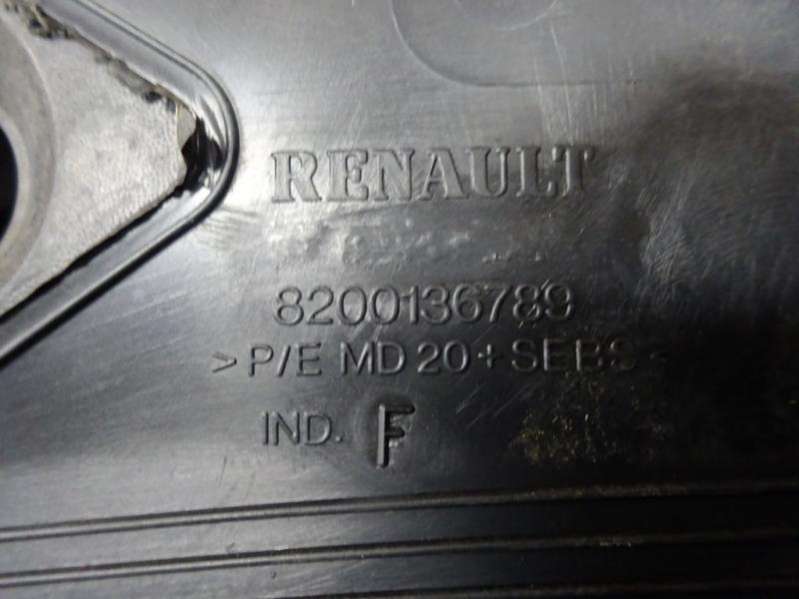 RENAULT
8200136789
>P/E MD 20 + SEBS<
IND. F